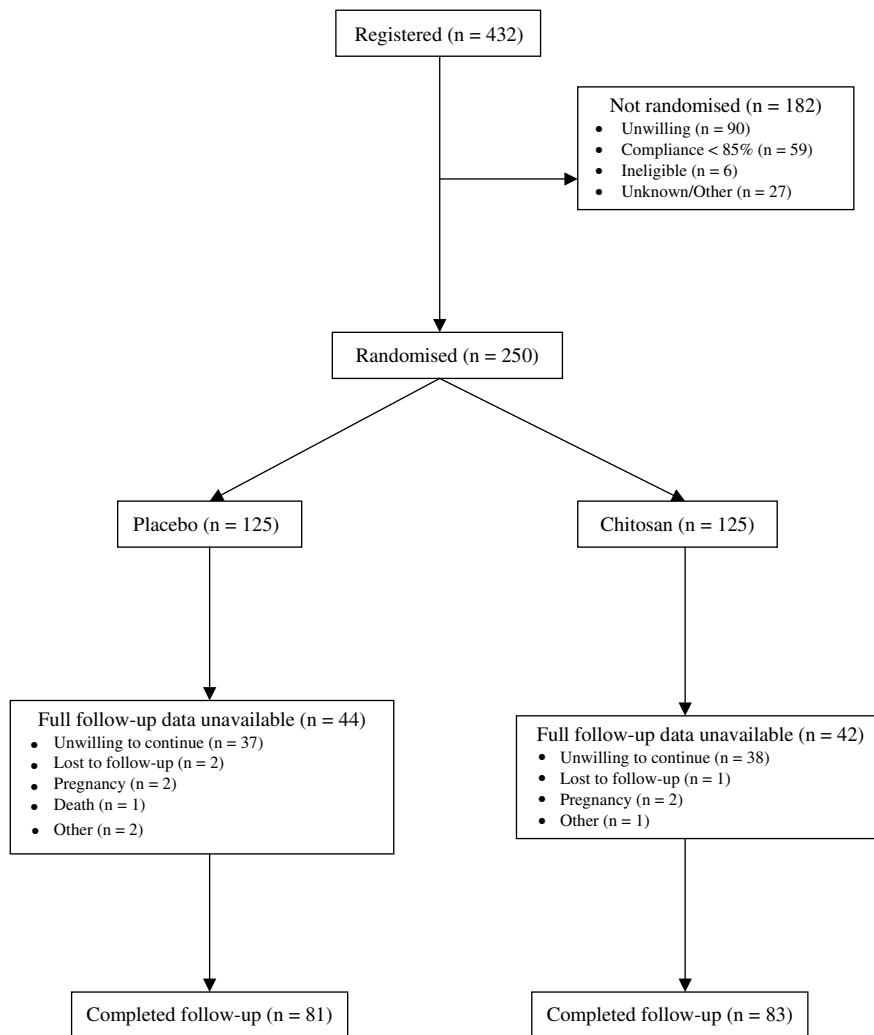 Registered (n = 432)
Not randomised (n = 182)
• Unwilling (n = 90)
• Compliance < 85% (n = 59)
• Ineligible (n = 6)
• Unknown/Other (n = 27)
Randomised (n = 250)
Placebo (n = 125)
Chitosan (n = 125)
Full follow-up data unavailable (n = 44)
• Unwilling to continue (n = 37)
• Lost to follow-up (n = 2)
• Pregnancy (n = 2)
• Death (n = 1)
• Other (n = 2)
Full follow-up data unavailable (n = 42)
• Unwilling to continue (n = 38)
• Lost to follow-up (n = 1)
• Pregnancy (n = 2)
• Other (n = 1)
Completed follow-up (n = 81)
Completed follow-up (n = 83)